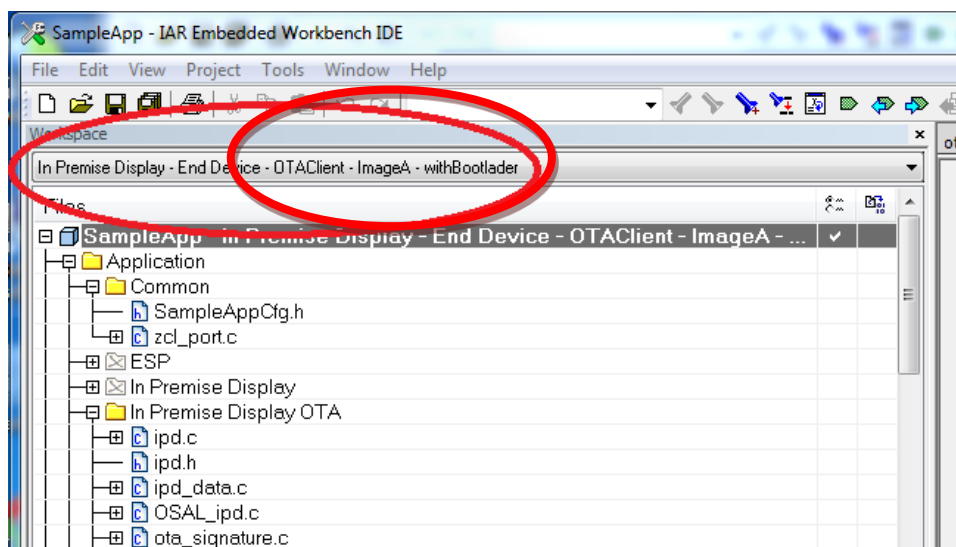 SampleApp - IAR Embedded Workbench IDE
File Edit View Project Tools Window Help
Workspace
In Premise Display - End Device - OTAClient - ImageA - withBootlader
Files
SampleApp - In Premise Display - End Device - OTAClient - ImageA - ...
Application
Common
SampleAppCfg.h
zcl_port.c
ESP
In Premise Display
In Premise Display OTA
ipd.c
ipd.h
ipd_data.c
OSAL_ipd.c
ota_signature.c